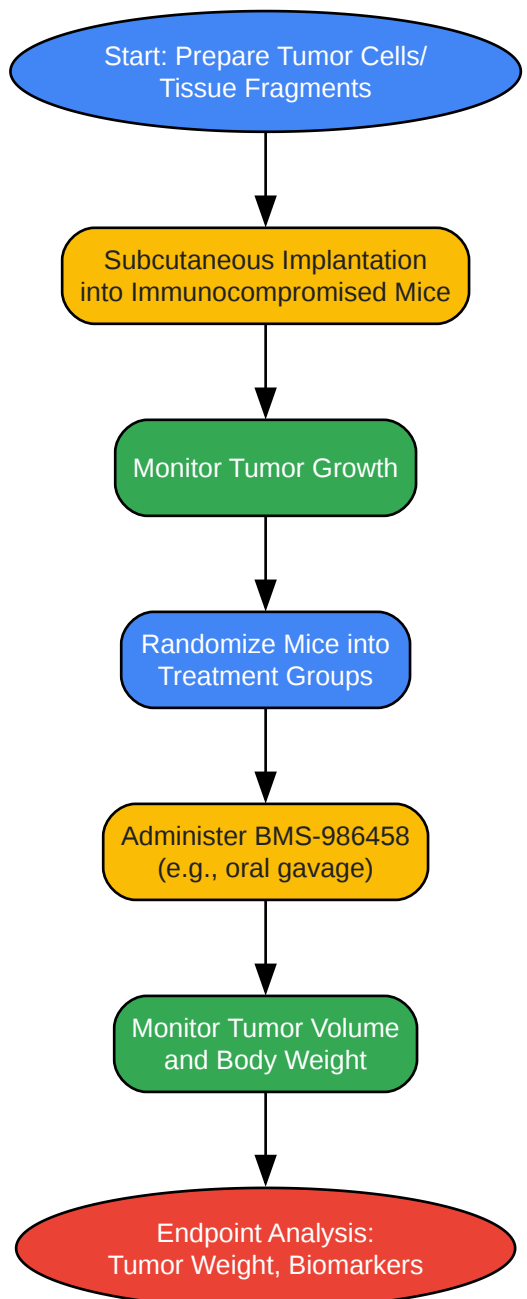 Start: Prepare Tumor Cells/
Tissue Fragments
Subcutaneous Implantation
into Immunocompromised Mice
Monitor Tumor Growth
Randomize Mice into
Treatment Groups
Administer BMS-986458
(e.g., oral gavage)
Monitor Tumor Volume
and Body Weight
Endpoint Analysis:
Tumor Weight, Biomarkers